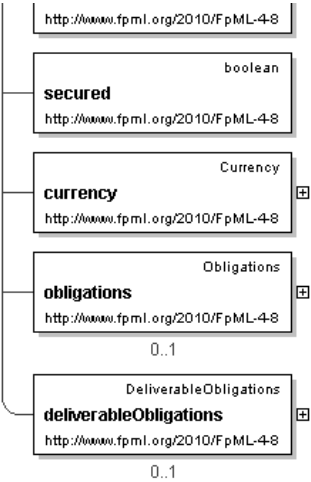 http://www.fpml.org/2010/FpML-4-8
boolean
secured
http://www.fpml.org/2010/FpML-4-8
Currency
currency
http://www.fpml.org/2010/FpML-4-8
Obligations
obligations
http://www.fpml.org/2010/FpML-4-8
0..1
DeliverableObligations
deliverableObligations
http://www.fpml.org/2010/FpML-4-8
0..1